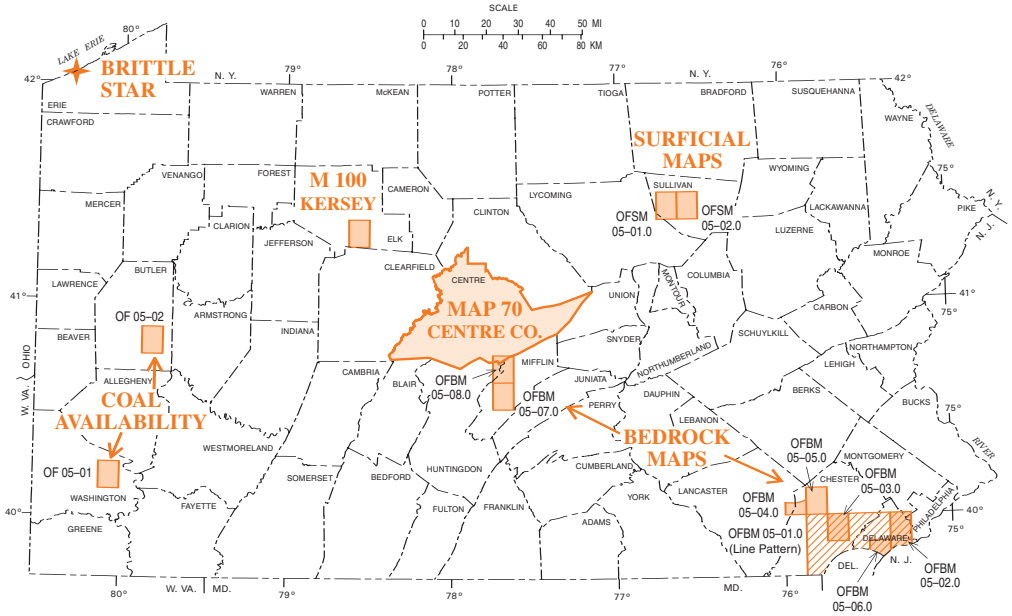 SCALE
0 10 20 30 40 50 MI
0 10 20 40 60 80 KM
LAKE ERIE
80°
BRITTLE
STAR
42°
79°
N. Y.
78°
77°
N. Y.
76°
42°
ERIE
CRAWFORD
WARREN
McKEAN
POTTER
TIOGA
BRADFORD
SUSQUEHANNA
WAYNE
DELAWARE
SURFICIAL
MAPS
75°
VENANGO
FOREST
M 100
KERSEY
CAMERON
MERCER
CLARION
JEFFERSON
ELK
CLINTON
LYCOMING
SULLIVAN
OFSM
05–01.0
OFSM
05–02.0
WYOMING
LACKAWANNA
LUZERNE
PIKE
N. Y.
N. J.
MONROE
CLEARFIELD
CENTRE
LAWRENCE
BUTLER
41°
ARMSTRONG
MAP 70
CENTRE CO.
UNION
MONTOUR
COLUMBIA
41°
75°
CARBON
OF 05–02
BEAVER
INDIANA
SNYDER
NORTHUMBERLAND
SCHUYLKILL
NORTHAMPTON
LEHIGH
W. VA.
OHIO
ALLEGHENY
CAMBRIA
BLAIR
OFBM
05–08.0
MIFFLIN
JUNIATA
OFBM
05–07.0
PERRY
DAUPHIN
BERKS
BUCKS
75°
COAL
AVAILABILITY
WESTMORELAND
LEBANON
BEDROCK
MAPS
OF 05–01
WASHINGTON
SOMERSET
BEDFORD
HUNTINGDON
CUMBERLAND
LANCASTER
OFBM
05–05.0
MONTGOMERY
CHESTER
OFBM
05–03.0
RIVER
40°
GREENE
FAYETTE
FULTON
FRANKLIN
YORK
ADAMS
OFBM
05–04.0
OFBM 05–01.0
(Line Pattern)
PHILADELPHIA
40°
75°
DELAWARE
DEL.
N. J.
OFBM
05–02.0
OFBM
05–06.0
80°
W. VA.
MD.
79°
78°
77°
MD.
76°